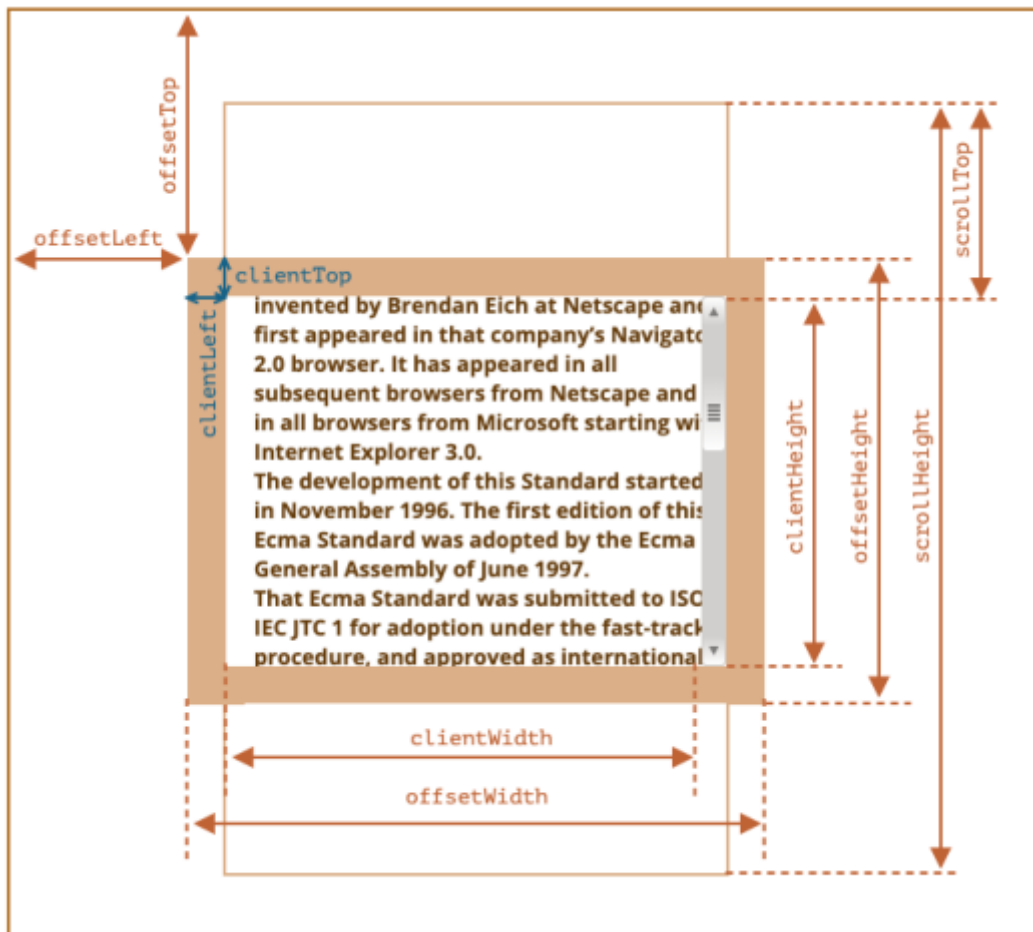 offsetTop
offsetLeft
clientTop
clientLeft
invented by Brendan Eich at Netscape and
first appeared in that company’s Navigato
2.0 browser. It has appeared in all
subsequent browsers from Netscape and
in all browsers from Microsoft starting wi
Internet Explorer 3.0.
The development of this Standard started
in November 1996. The first edition of this
Ecma Standard was adopted by the Ecma
General Assembly of June 1997.
That Ecma Standard was submitted to ISO
IEC JTC 1 for adoption under the fast-track
procedure, and approved as international
scrollTop
clientHeight
offsetHeight
scrollHeight
clientWidth
offsetWidth